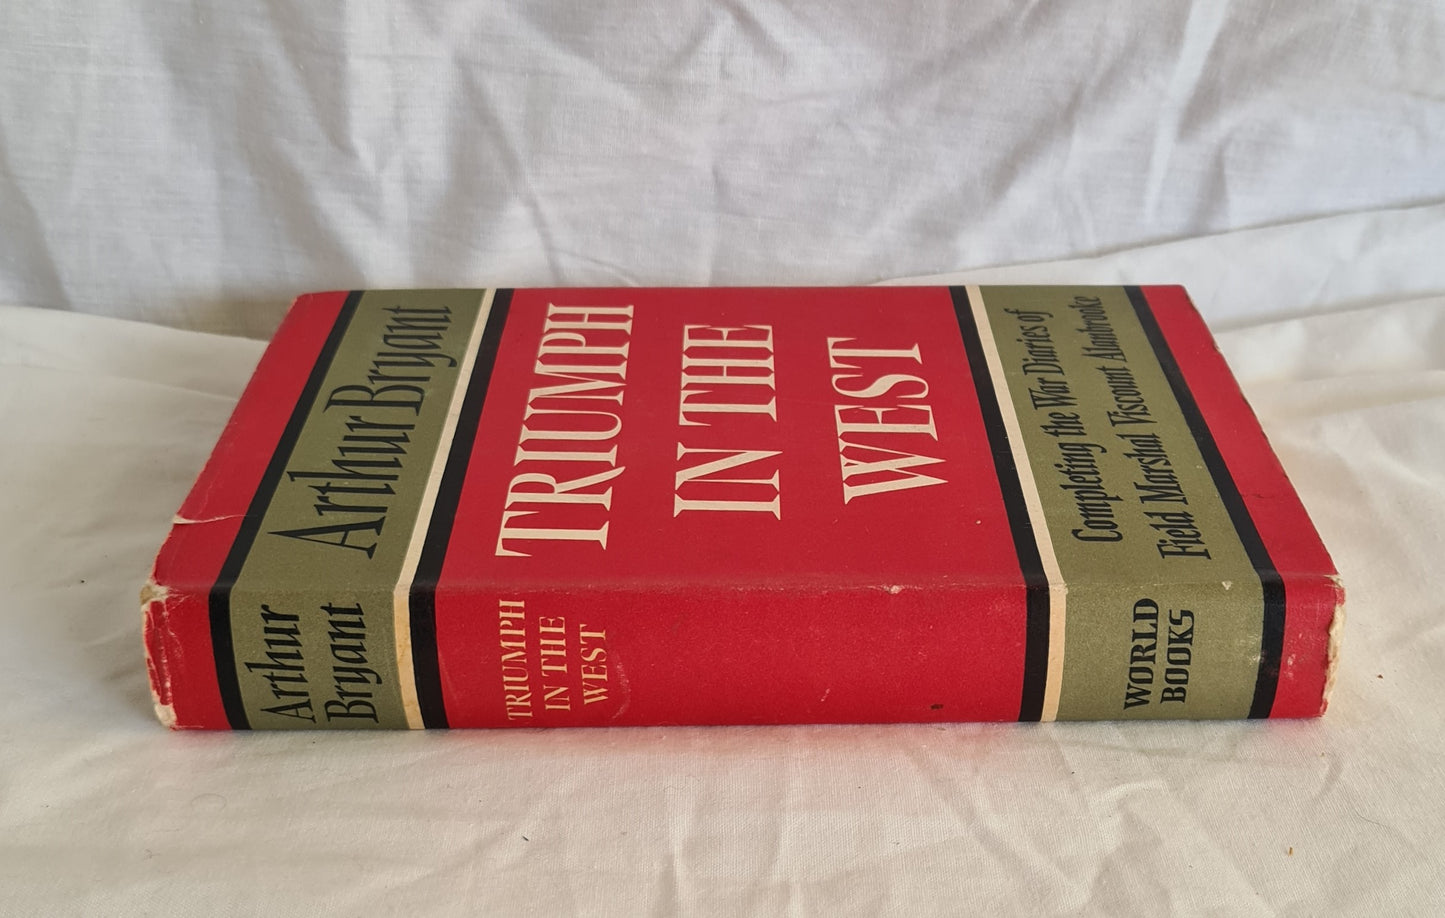 Arthur Bryant
TRIUMPH
IN THE
WEST
Completing the War Diaries of
Field Marshal Viscount Alanbrooke
Arthur
Bryant
TRIUMPH
IN THE
WEST
WORLD
BOOKS